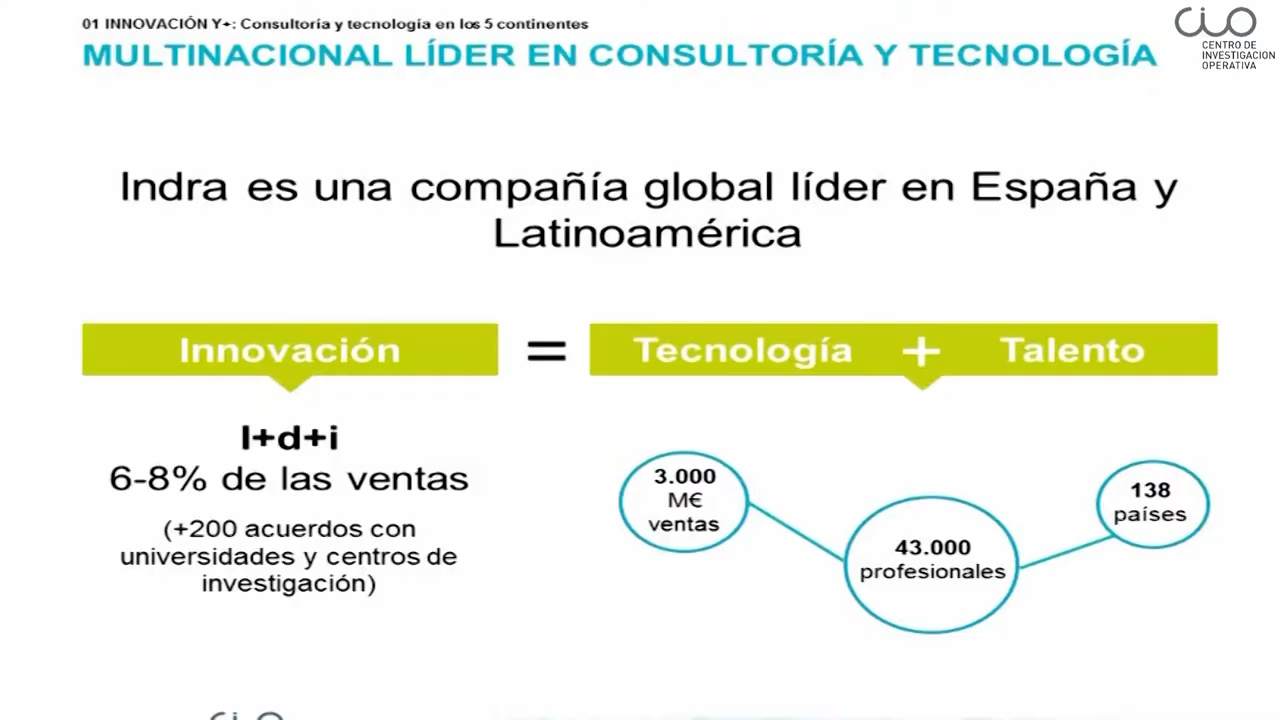 01 INNOVACIÓN Y+: Consultoría y tecnología en los 5 continentes
MULTINACIONAL LÍDER EN CONSULTORÍA Y TECNOLOGÍA
CIO
CENTRO DE
INVESTIGACION
OPERATIVA
Indra es una compañía global líder en España y
Latinoamérica
Innovación = Tecnología + Talento
I+d+i
6-8% de las ventas
(+200 acuerdos con
universidades y centros de
investigación)
3.000
M€
ventas
43.000
profesionales
138
países